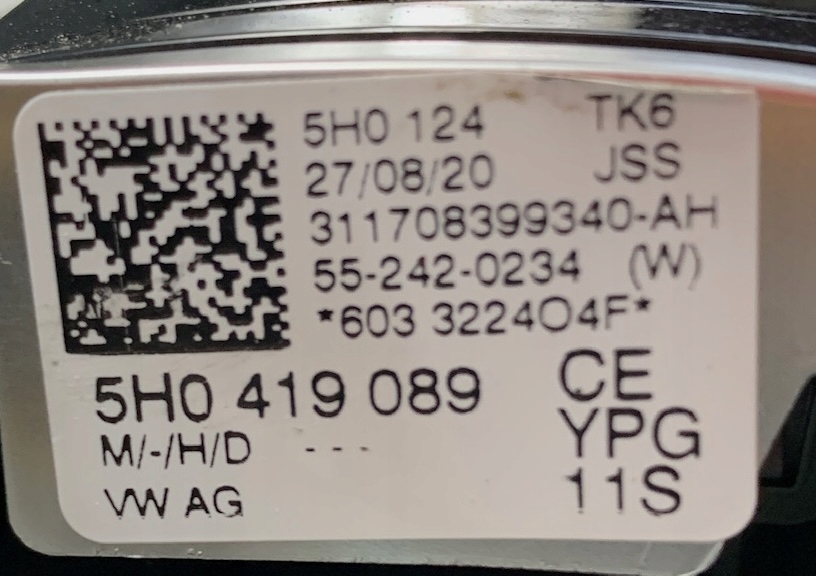 5H0 124 TK6
27/08/20 JSS
311708399340-AH
55-242-0234 (W)
*603 3224O4F*
5H0 419 089 CE
M/-/H/D --- YPG
VW AG 11S